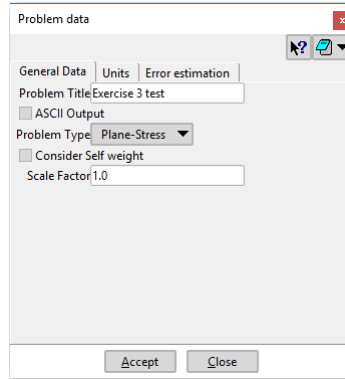 Problem data
x
General Data Units Error estimation
Problem Title Exercise 3 test
ASCII Output
Problem Type Plane-Stress
Consider Self weight
Scale Factor 1.0
Accept Close